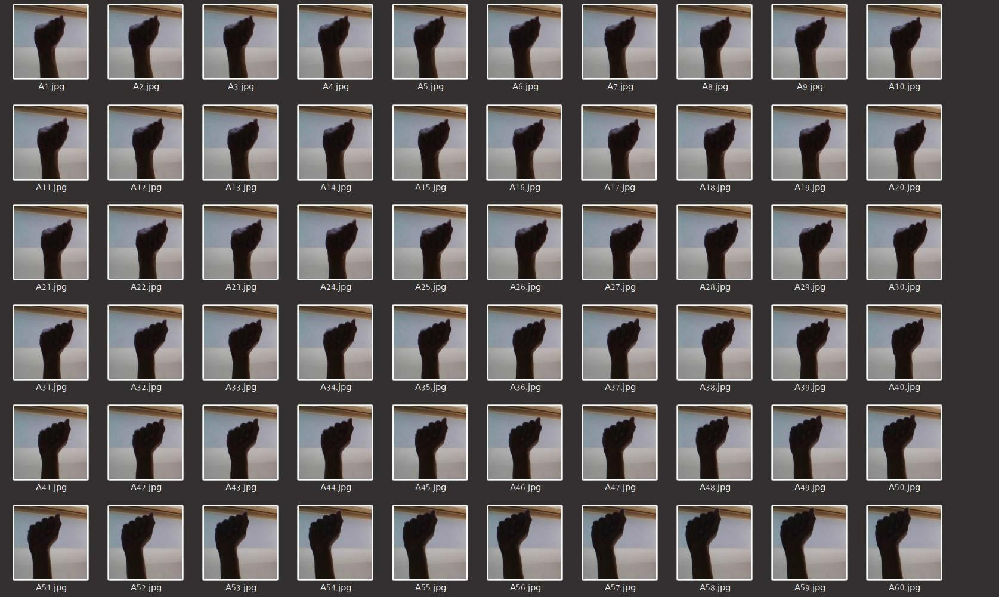 A1.jpg A2.jpg A3.jpg A4.jpg A5.jpg A6.jpg A7.jpg A8.jpg A9.jpg A10.jpg
A11.jpg A12.jpg A13.jpg A14.jpg A15.jpg A16.jpg A17.jpg A18.jpg A19.jpg A20.jpg
A21.jpg A22.jpg A23.jpg A24.jpg A25.jpg A26.jpg A27.jpg A28.jpg A29.jpg A30.jpg
A31.jpg A32.jpg A33.jpg A34.jpg A35.jpg A36.jpg A37.jpg A38.jpg A39.jpg A40.jpg
A41.jpg A42.jpg A43.jpg A44.jpg A45.jpg A46.jpg A47.jpg A48.jpg A49.jpg A50.jpg
A51.jpg A52.jpg A53.jpg A54.jpg A55.jpg A56.jpg A57.jpg A58.jpg A59.jpg A60.jpg